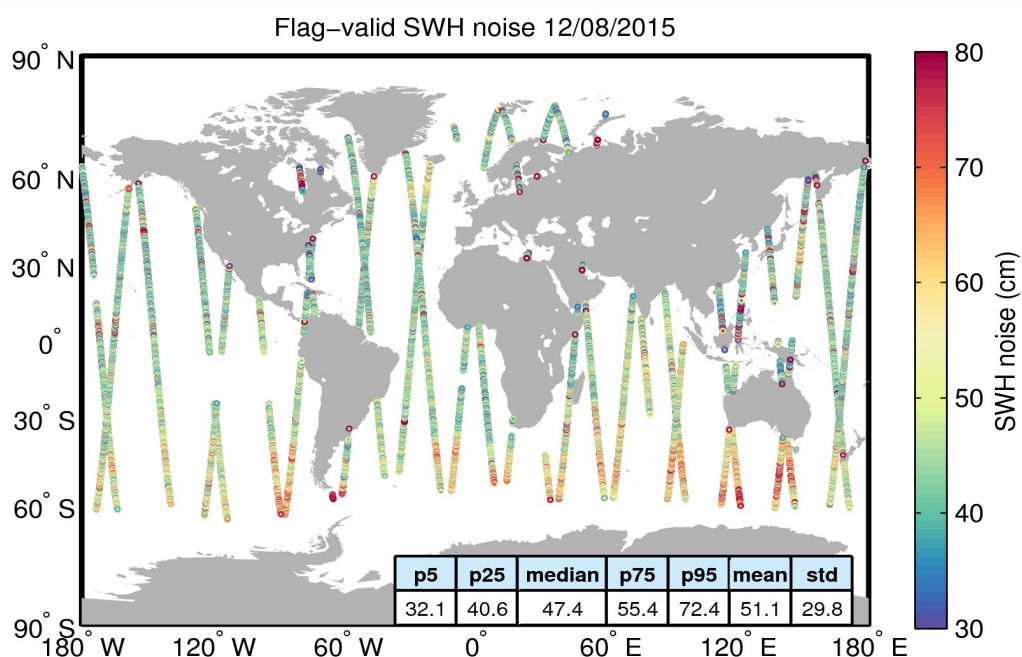 Flag−valid SWH noise 12/08/2015
90° N
60° N
30° N
0°
30° S
60° S
90° S
180° W
120° W
60° W
0°
60° E
120° E
180° E
80
70
60
50
40
30
SWH noise (cm)
p5 p25 median p75 p95 mean std
32.1 40.6 47.4 55.4 72.4 51.1 29.8